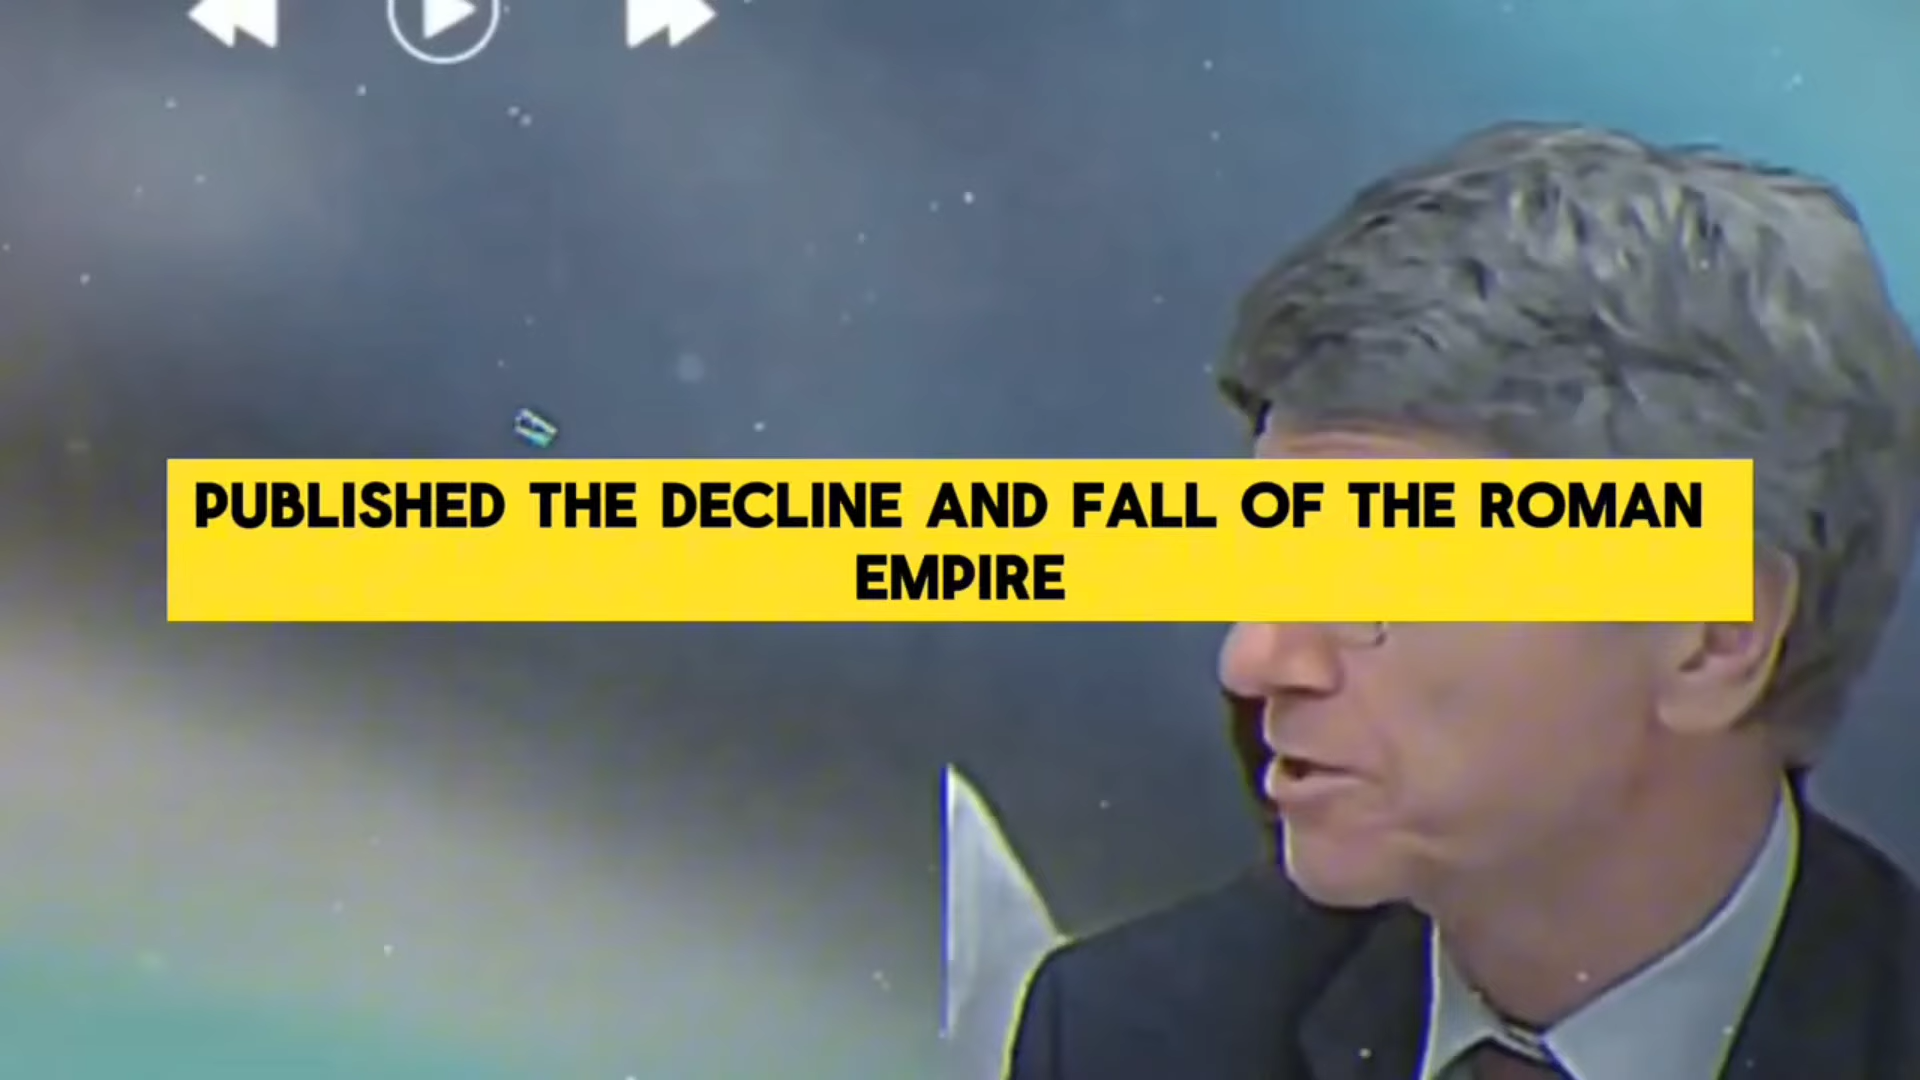 PUBLISHED THE DECLINE AND FALL OF THE ROMAN
EMPIRE